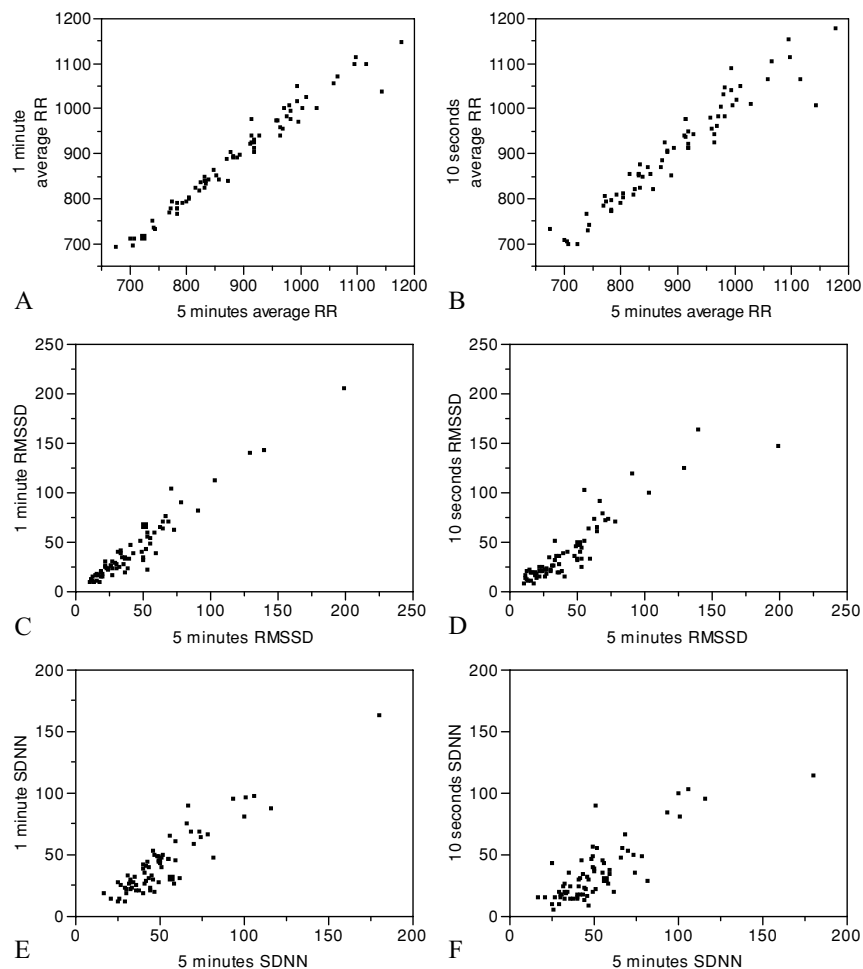 1200
1100
1000
900
800
700
1 minute
average RR
700 800 900 1000 1100 1200
5 minutes average RR
A
1200
1100
1000
900
800
700
10 seconds
average RR
700 800 900 1000 1100 1200
5 minutes average RR
B
250
200
150
100
50
0
1 minute RMSSD
0 50 100 150 200 250
5 minutes RMSSD
C
250
200
150
100
50
0
10 seconds RMSSD
0 50 100 150 200 250
5 minutes RMSSD
D
200
150
100
50
0
1 minute SDNN
0 50 100 150 200
5 minutes SDNN
E
200
150
100
50
0
10 seconds SDNN
0 50 100 150 200
5 minutes SDNN
F